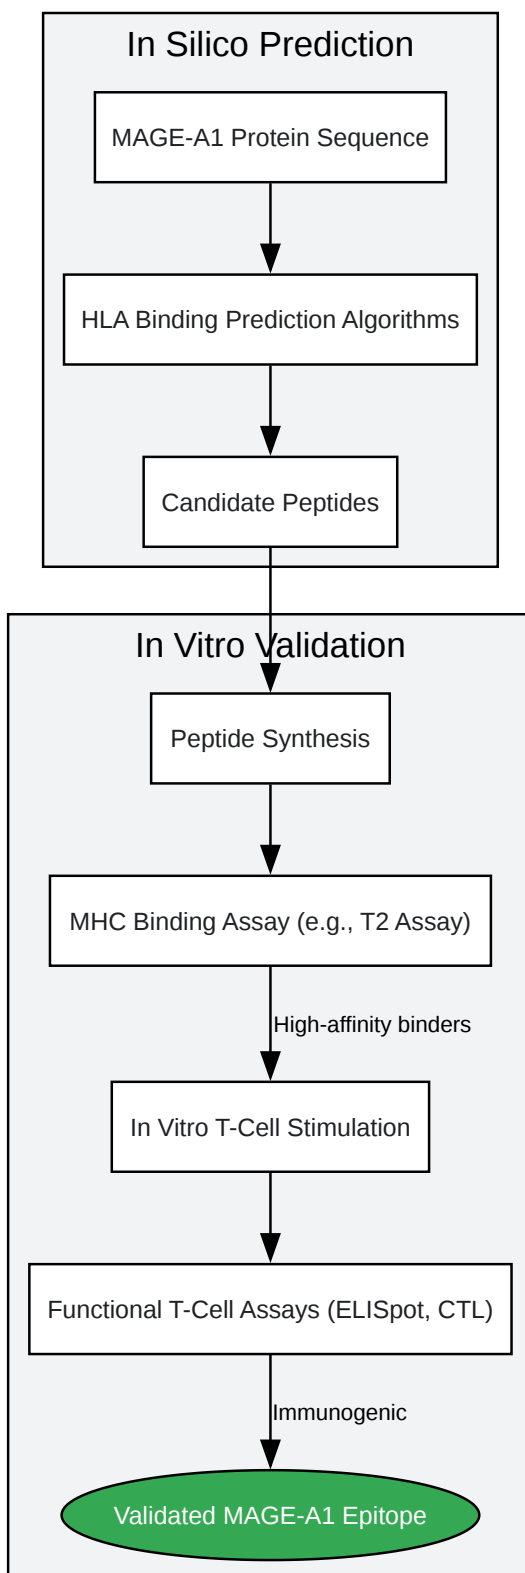 In Silico Prediction
MAGE-A1 Protein Sequence
HLA Binding Prediction Algorithms
Candidate Peptides
In Vitro Validation
Peptide Synthesis
MHC Binding Assay (e.g., T2 Assay)
High-affinity binders
In Vitro T-Cell Stimulation
Functional T-Cell Assays (ELISpot, CTL)
Immunogenic
Validated MAGE-A1 Epitope